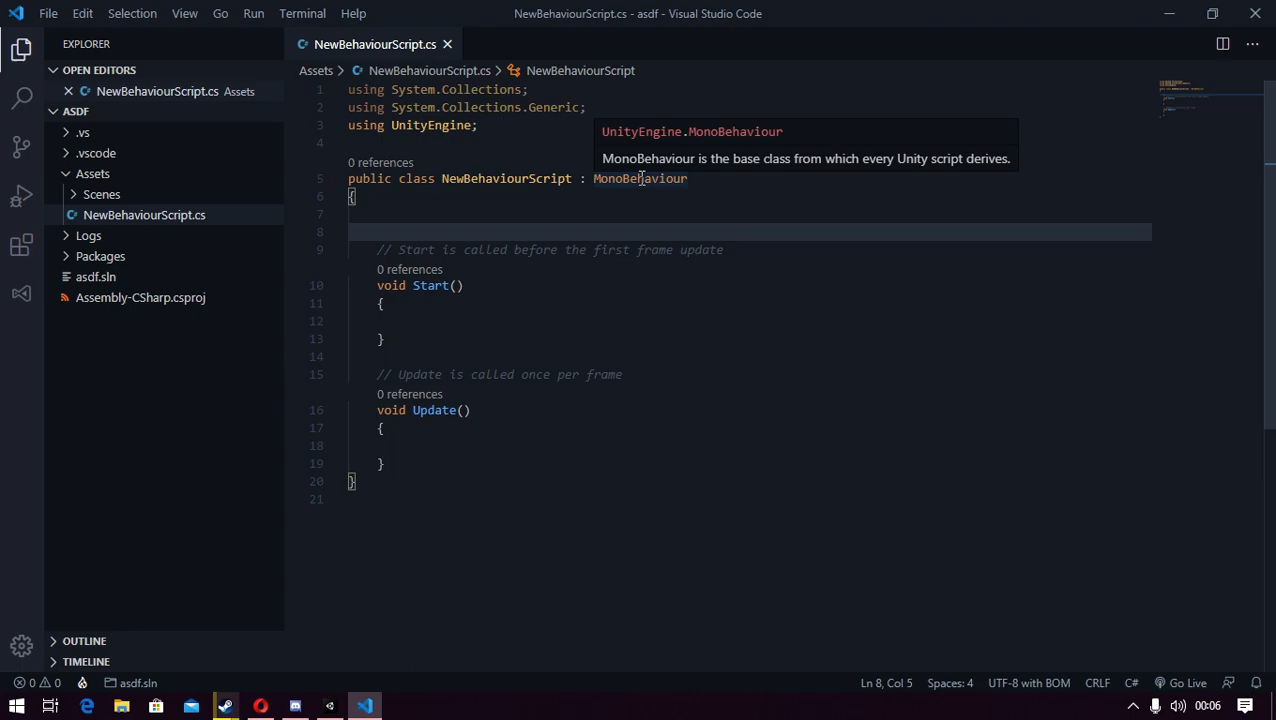 File Edit Selection View Go Run Terminal Help NewBehaviourScript.cs - asdf - Visual Studio Code
EXPLORER
OPEN EDITORS
NewBehaviourScript.cs Assets
ASDF
.vs
.vscode
Assets
Scenes
NewBehaviourScript.cs
Logs
Packages
asdf.sln
Assembly-CSharp.csproj
OUTLINE
TIMELINE
NewBehaviourScript.cs
Assets > NewBehaviourScript.cs > NewBehaviourScript
1 using System.Collections;
2 using System.Collections.Generic;
3 using UnityEngine;
4
UnityEngine.MonoBehaviour
MonoBehaviour is the base class from which every Unity script derives.
0 references
5 public class NewBehaviourScript : MonoBehaviour
6 {
7
8
9 // Start is called before the first frame update
0 references
10 void Start()
11 {
12
13 }
14
15 // Update is called once per frame
0 references
16 void Update()
17 {
18
19 }
20 }
21
0 0 asdf.sln Ln 8, Col 5 Spaces: 4 UTF-8 with BOM CRLF C# Go Live
00:06